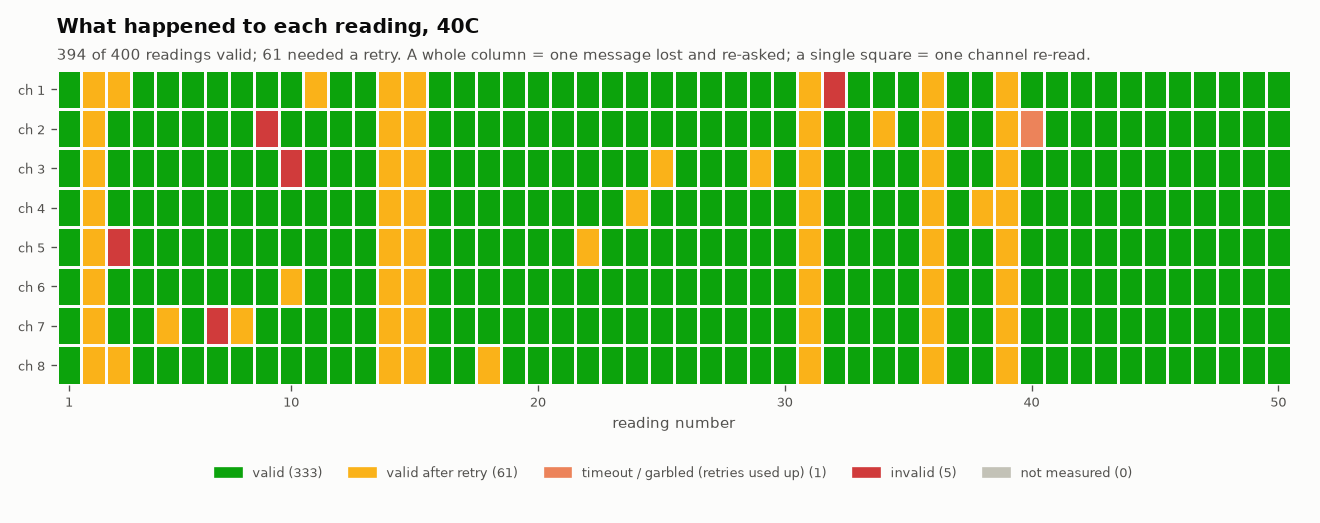 What happened to each reading, 40C
394 of 400 readings valid; 61 needed a retry. A whole column = one message lost and re-asked; a single square = one channel re-read.
ch 1
ch 2
ch 3
ch 4
ch 5
ch 6
ch 7
ch 8
1 10 20 30 40 50
reading number
valid (333) valid after retry (61) timeout / garbled (retries used up) (1) invalid (5) not measured (0)